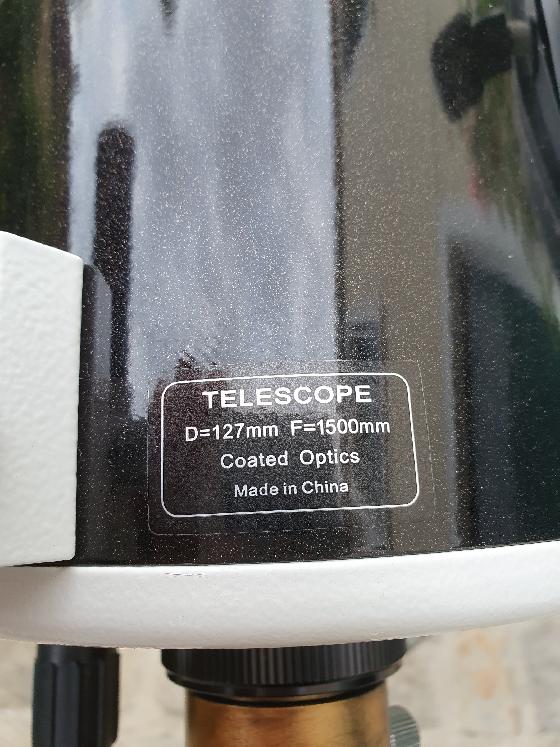 TELESCOPE
D=127mm F=1500mm
Coated Optics
Made in China